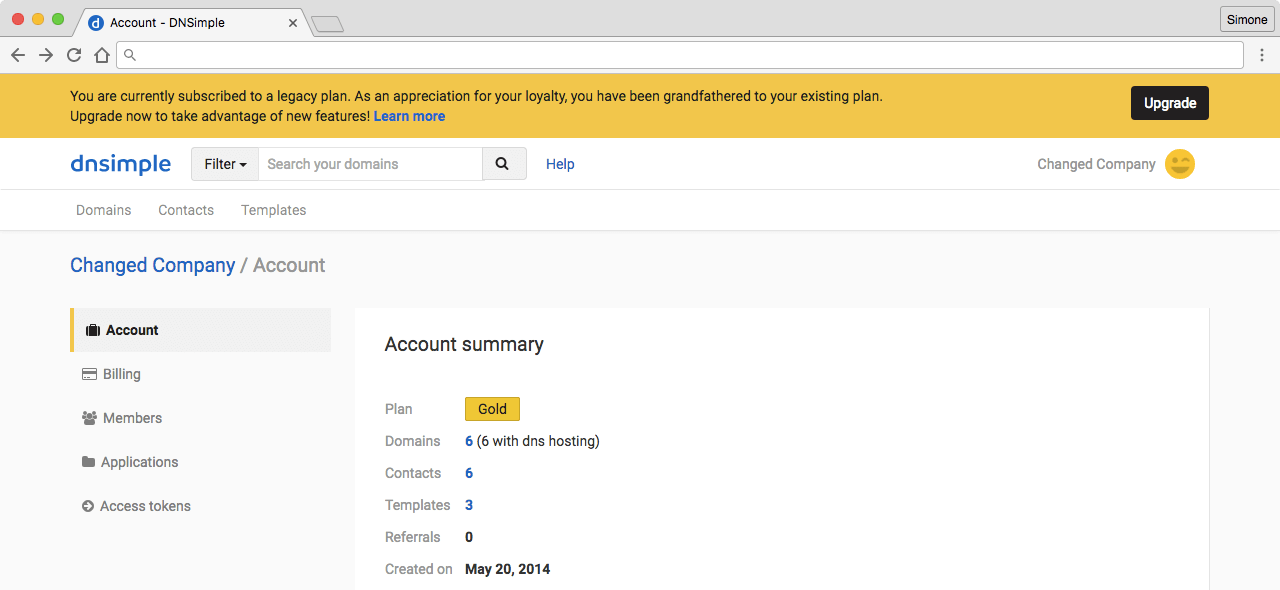 Account - DNSimple
Simone
You are currently subscribed to a legacy plan. As an appreciation for your loyalty, you have been grandfathered to your existing plan.
Upgrade now to take advantage of new features! Learn more
Upgrade
dnsimple
Filter
Search your domains
Help
Changed Company
Domains
Contacts
Templates
Changed Company / Account
Account
Billing
Members
Applications
Access tokens
Account summary
Plan Gold
Domains 6 (6 with dns hosting)
Contacts 6
Templates 3
Referrals 0
Created on May 20, 2014